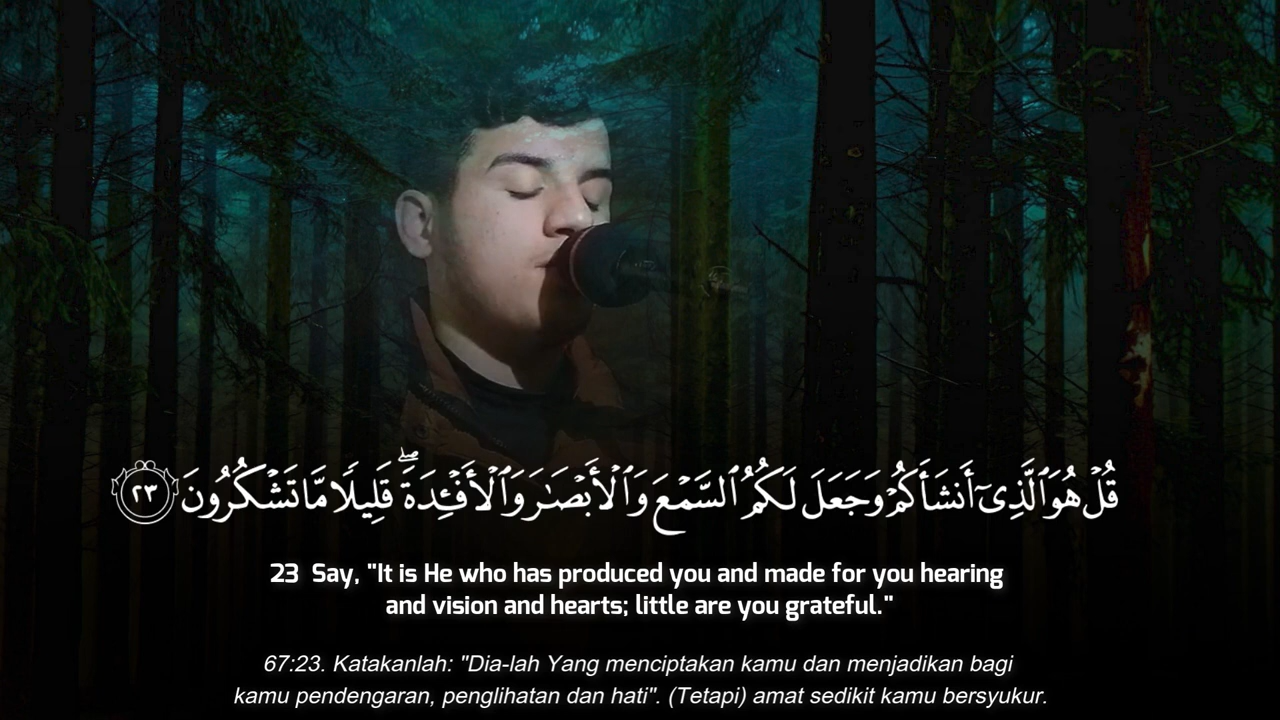 قُلْ هُوَ ٱلَّذِىٓ أَنشَأَكُمْ وَجَعَلَ لَكُمُ ٱلسَّمْعَ وَٱلْأَبْصَـٰرَ وَٱلْأَفْـِٔدَةَ ۖ قَلِيلًا مَّا تَشْكُرُونَ ٢٣
23 Say, "It is He who has produced you and made for you hearing
and vision and hearts; little are you grateful."
67:23. Katakanlah: "Dia-lah Yang menciptakan kamu dan menjadikan bagi
kamu pendengaran, penglihatan dan hati". (Tetapi) amat sedikit kamu bersyukur.